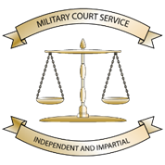 MILITARY COURT SERVICE
INDEPENDENT AND IMPARTIAL